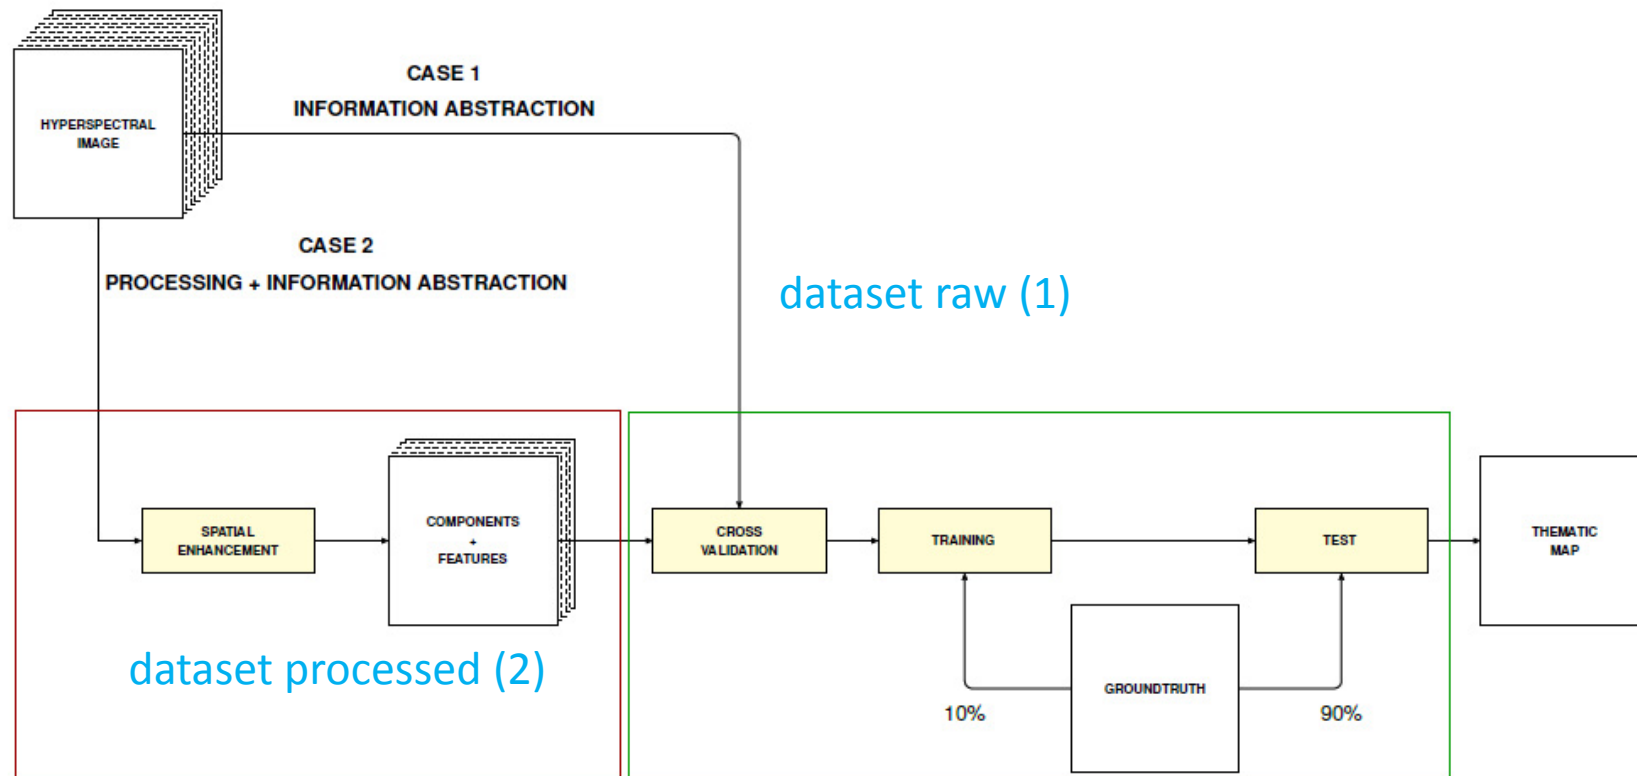 CASE 1
INFORMATION ABSTRACTION
HYPERSPECTRAL
IMAGE
CASE 2
PROCESSING + INFORMATION ABSTRACTION
dataset raw (1)
SPATIAL
ENHANCEMENT
COMPONENTS
+
FEATURES
CROSS
VALIDATION
TRAINING
TEST
THEMATIC
MAP
dataset processed (2)
GROUNDTRUTH
10%
90%